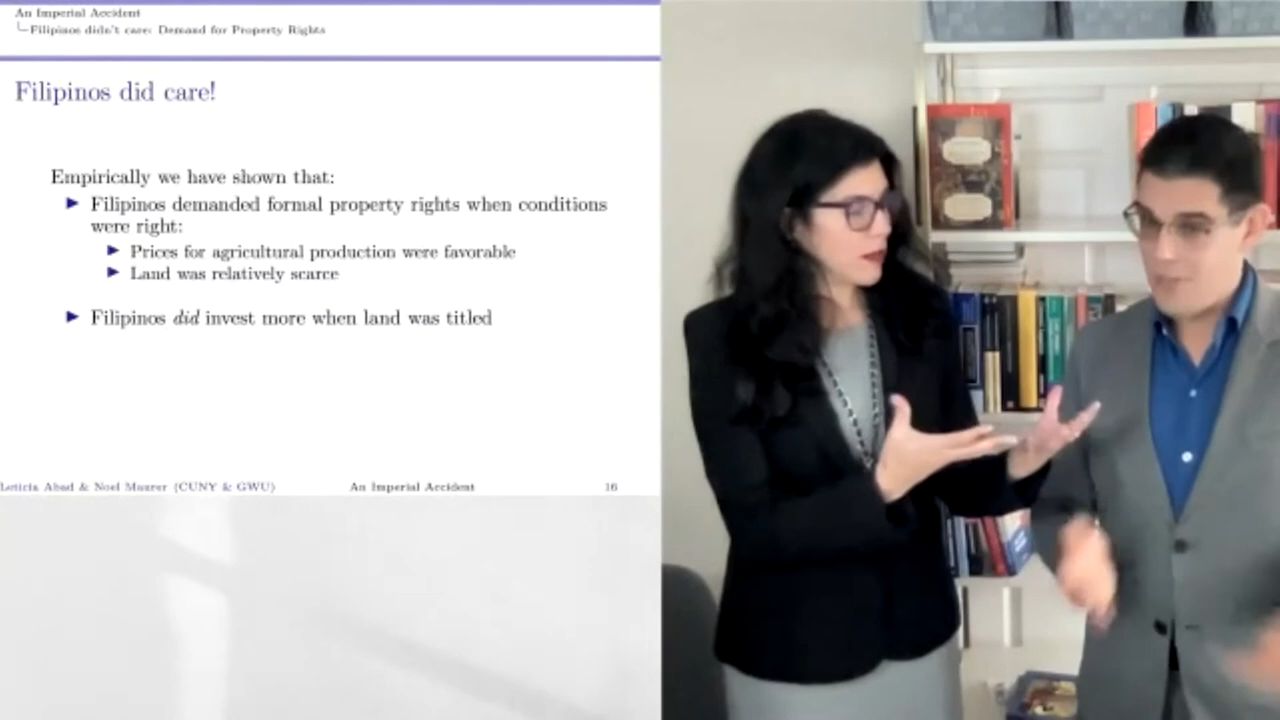 An Imperial Accident
Filipinos didn't care: Demand for Property Rights
Filipinos did care!
Empirically we have shown that:
Filipinos demanded formal property rights when conditions
were right:
Prices for agricultural production were favorable
Land was relatively scarce
Filipinos did invest more when land was titled
Leticia Abad & Noel Maurer (CUNY & GWU) An Imperial Accident 16